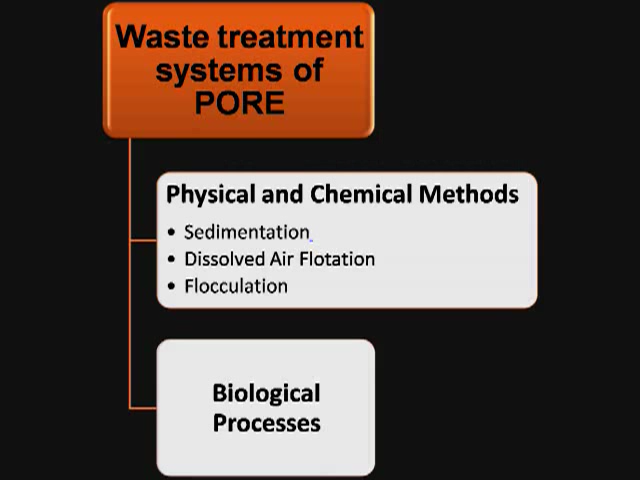 Waste treatment
systems of
PORE
Physical and Chemical Methods
• Sedimentation
• Dissolved Air Flotation
• Flocculation
Biological
Processes